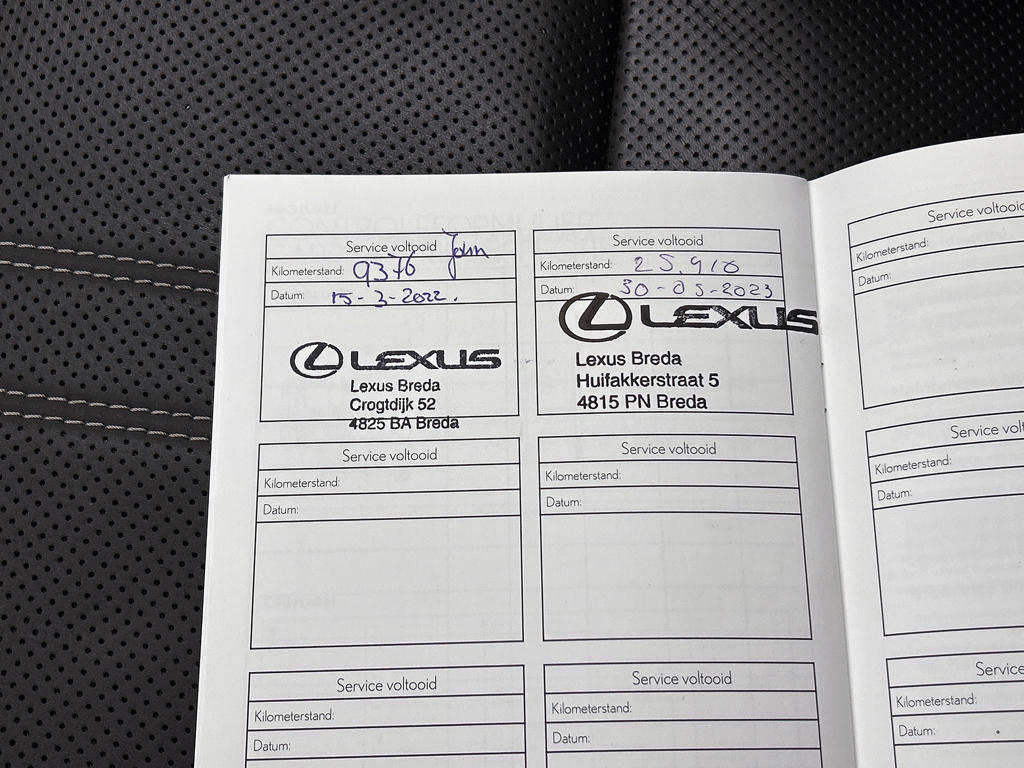 Service voltooid John
Kilometerstand: 9376
Datum: 15-3-2022.
LEXUS
Lexus Breda
Crogtdijk 52
4825 BA Breda
Service voltooid
Kilometerstand: 25.910
Datum: 30-05-2023
LEXUS
Lexus Breda
Huifakkerstraat 5
4815 PN Breda
Service voltooid
Kilometerstand:
Datum:
Service voltooid
Kilometerstand:
Datum:
Service voltooid
Kilometerstand:
Datum:
Service voltooid
Kilometerstand:
Datum:
Service voltooid
Kilometerstand:
Datum:
Service volt
Kilometerstand:
Datum:
Service
Kilometerstand:
Datum: